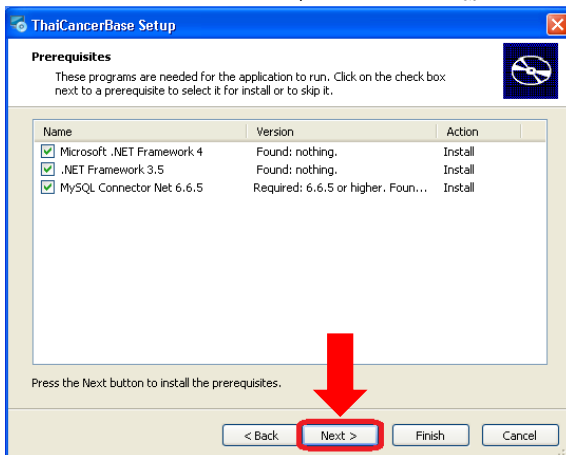 ThaiCancerBase Setup
Prerequisites
These programs are needed for the application to run. Click on the check box
next to a prerequisite to select it for install or to skip it.
Name Version Action
Microsoft .NET Framework 4 Found: nothing. Install
.NET Framework 3.5 Found: nothing. Install
MySQL Connector Net 6.6.5 Required: 6.6.5 or higher. Foun... Install
Press the Next button to install the prerequisites.
< Back Next > Finish Cancel